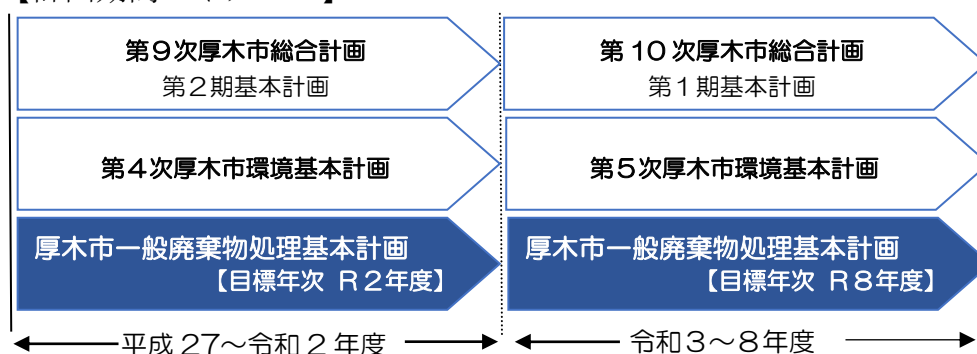 第9次厚木市総合計画
第2期基本計画
第10次厚木市総合計画
第1期基本計画
第4次厚木市環境基本計画
第5次厚木市環境基本計画
厚木市一般廃棄物処理基本計画
【目標年次 R2年度】
厚木市一般廃棄物処理基本計画
【目標年次 R8年度】
平成27～令和2年度
令和3～8年度